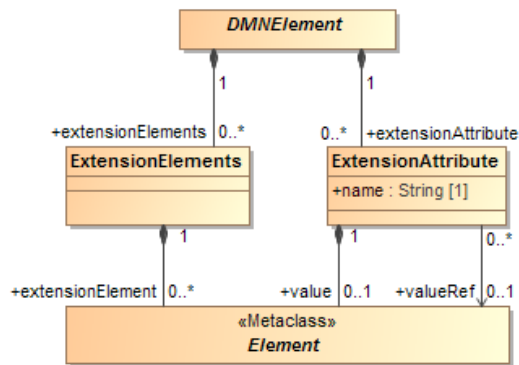 DMNElement
1
1
+extensionElements 0..*
0..* +extensionAttribute
ExtensionElements
ExtensionAttribute
+name : String [1]
1
1
0..*
+extensionElement 0..*
+value 0..1
+valueRef 0..1
«Metaclass»
Element